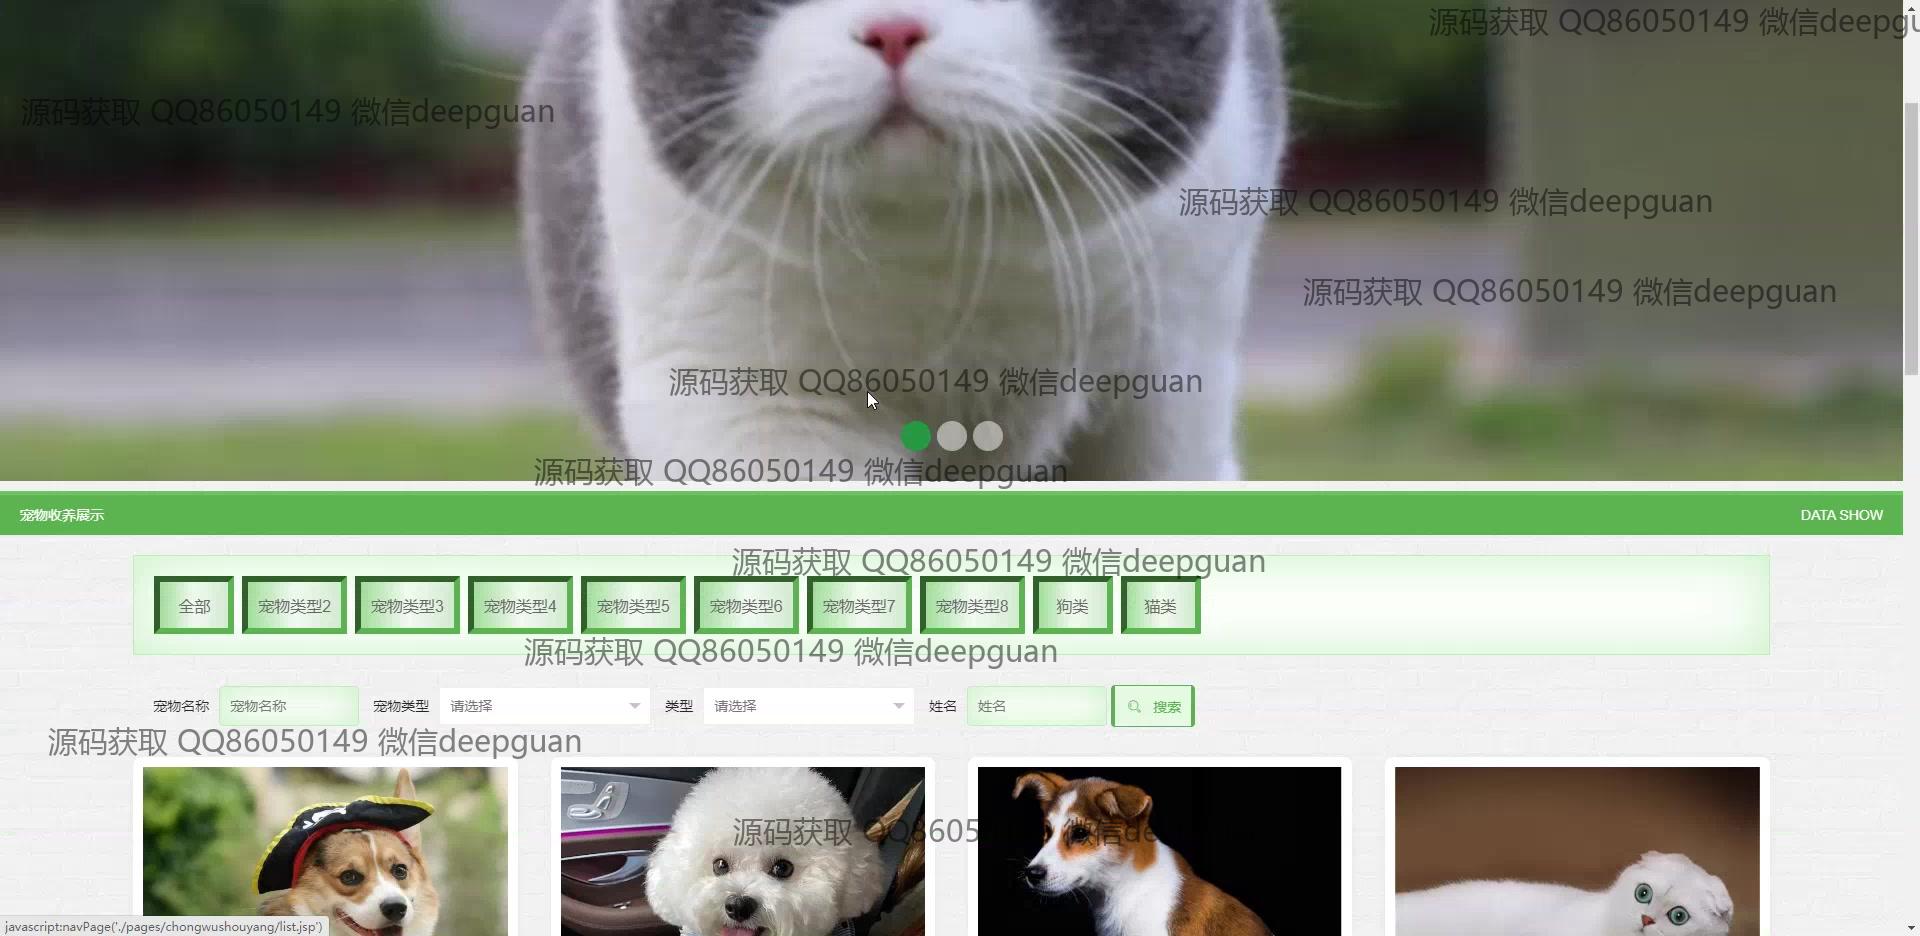 源码获取 QQ86050149 微信deepgu
源码获取 QQ86050149 微信deepguan
源码获取 QQ86050149 微信deepguan
源码获取 QQ86050149 微信deepguan
源码获取 QQ86050149 微信deepguan
源码获取 QQ86050149 微信deepguan
宠物收养展示 DATA SHOW
源码获取 QQ86050149 微信deepguan
全部 宠物类型2 宠物类型3 宠物类型4 宠物类型5 宠物类型6 宠物类型7 宠物类型8 狗类 猫类
源码获取 QQ86050149 微信deepguan
宠物名称 宠物名称 宠物类型 请选择 类型 请选择 姓名 姓名 搜索
源码获取 QQ86050149 微信deepguan
源码获取 QQ8605 微信de
javascript:navPage('./pages/chongwushouyang/list.jsp')